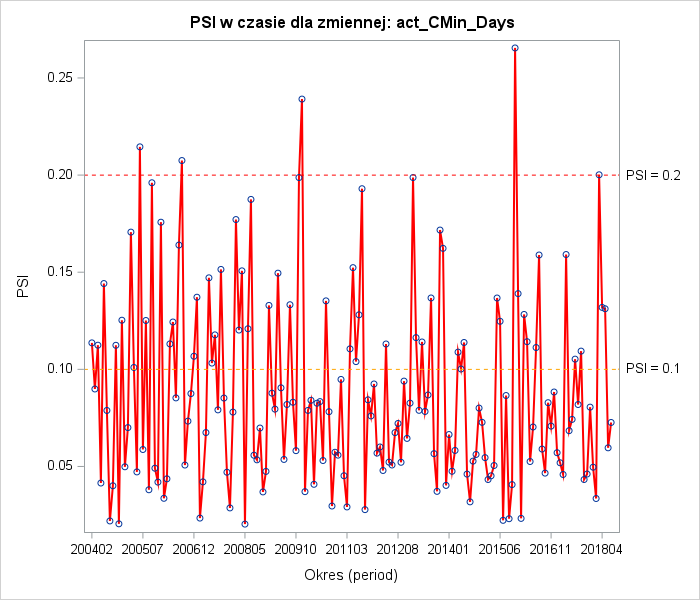 PSI w czasie dla zmiennej: act_CMin_Days
0.25
0.20
0.15
0.10
0.05
PSI
PSI = 0.2
PSI = 0.1
200402 200507 200612 200805 200910 201103 201208 201401 201506 201611 201804
Okres (period)